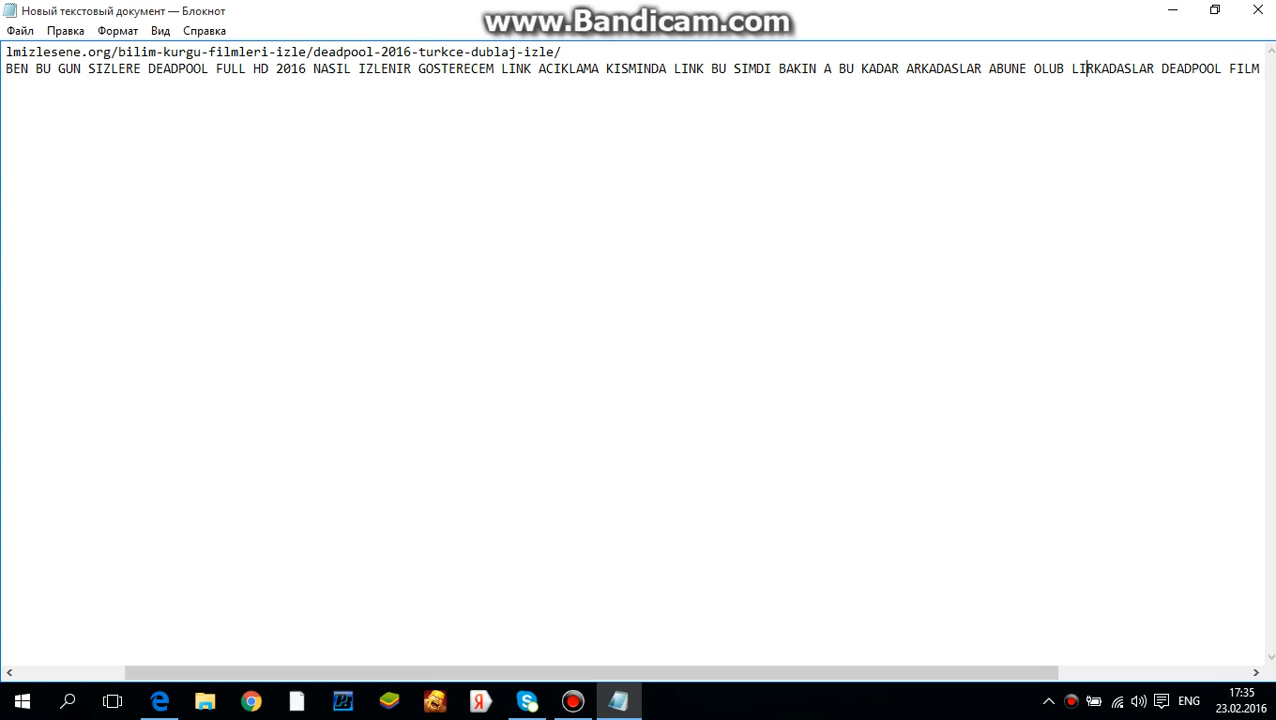 Новый текстовый документ — Блокнот
www.Bandicam.com
Файл Правка Формат Вид Справка
lmizlesene.org/bilim-kurgu-filmleri-izle/deadpool-2016-turkce-dublaj-izle/
BEN BU GUN SIZLERE DEADPOOL FULL HD 2016 NASIL IZLENIR GOSTERECEM LINK ACIKLAMA KISMINDA LINK BU SIMDI BAKIN A BU KADAR ARKADASLAR ABUNE OLUB LIRKADASLAR DEADPOOL FILM
ENG
17:35
23.02.2016